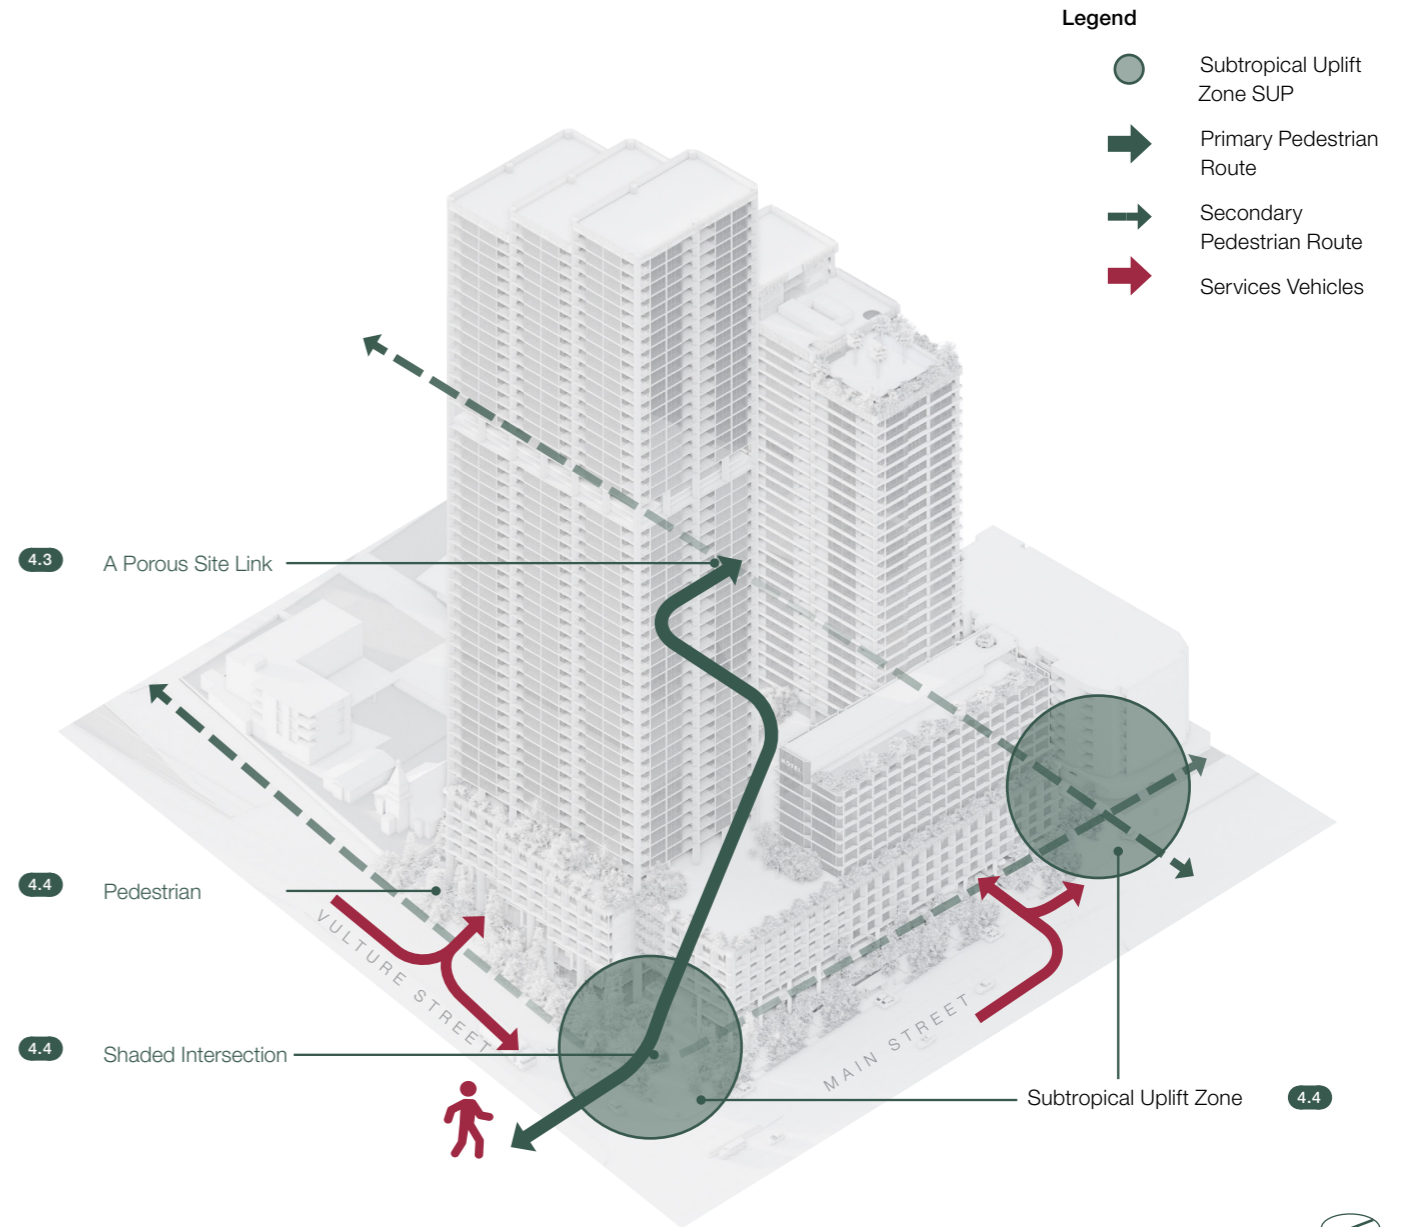 Legend
Subtropical Uplift
Zone SUP
Primary Pedestrian
Route
Secondary
Pedestrian Route
Services Vehicles
4.3 A Porous Site Link
HOTEL
4.4 Pedestrian
VULTURE STREET
4.4 Shaded Intersection
MAIN STREET
Subtropical Uplift Zone 4.4